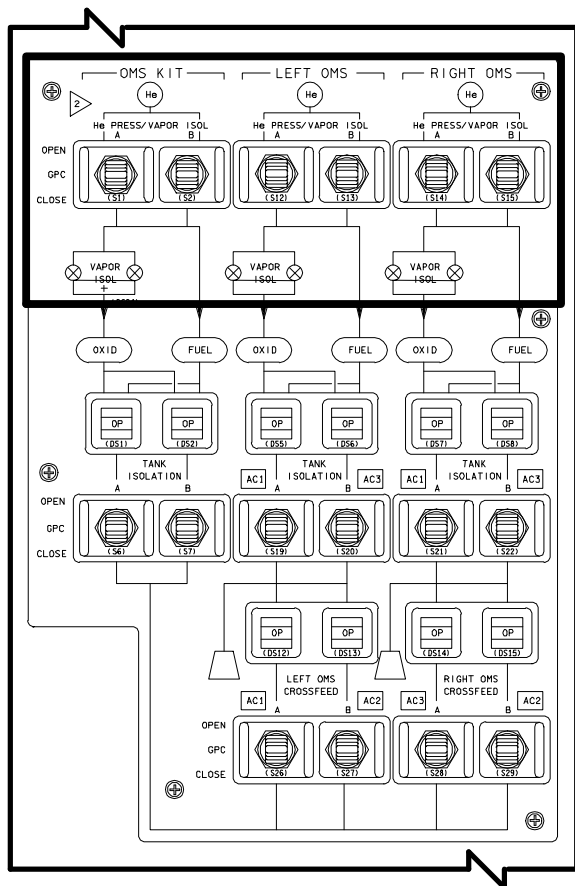 OMS KIT LEFT OMS RIGHT OMS
2 He He He
He PRESS/VAPOR ISOL He PRESS/VAPOR ISOL He PRESS/VAPOR ISOL
A B A B A B
OPEN
GPC
CLOSE (S1) (S2) (S12) (S13) (S14) (S15)
VAPOR ISOL VAPOR ISOL VAPOR ISOL
OXID FUEL OXID FUEL OXID FUEL
OP OP OP OP OP OP
(DS1) (DS2) (DS5) (DS6) (DS7) (DS8)
TANK ISOLATION TANK ISOLATION TANK ISOLATION
A B AC1 A B AC3 AC1 A B AC3
OPEN
GPC
CLOSE (S6) (S7) (S19) (S20) (S21) (S22)
OP OP OP OP
(DS12) (DS13) (DS14) (DS15)
LEFT OMS CROSSFEED RIGHT OMS CROSSFEED
AC1 A B AC2 AC3 A B AC2
OPEN
GPC
CLOSE (S26) (S27) (S28) (S29)